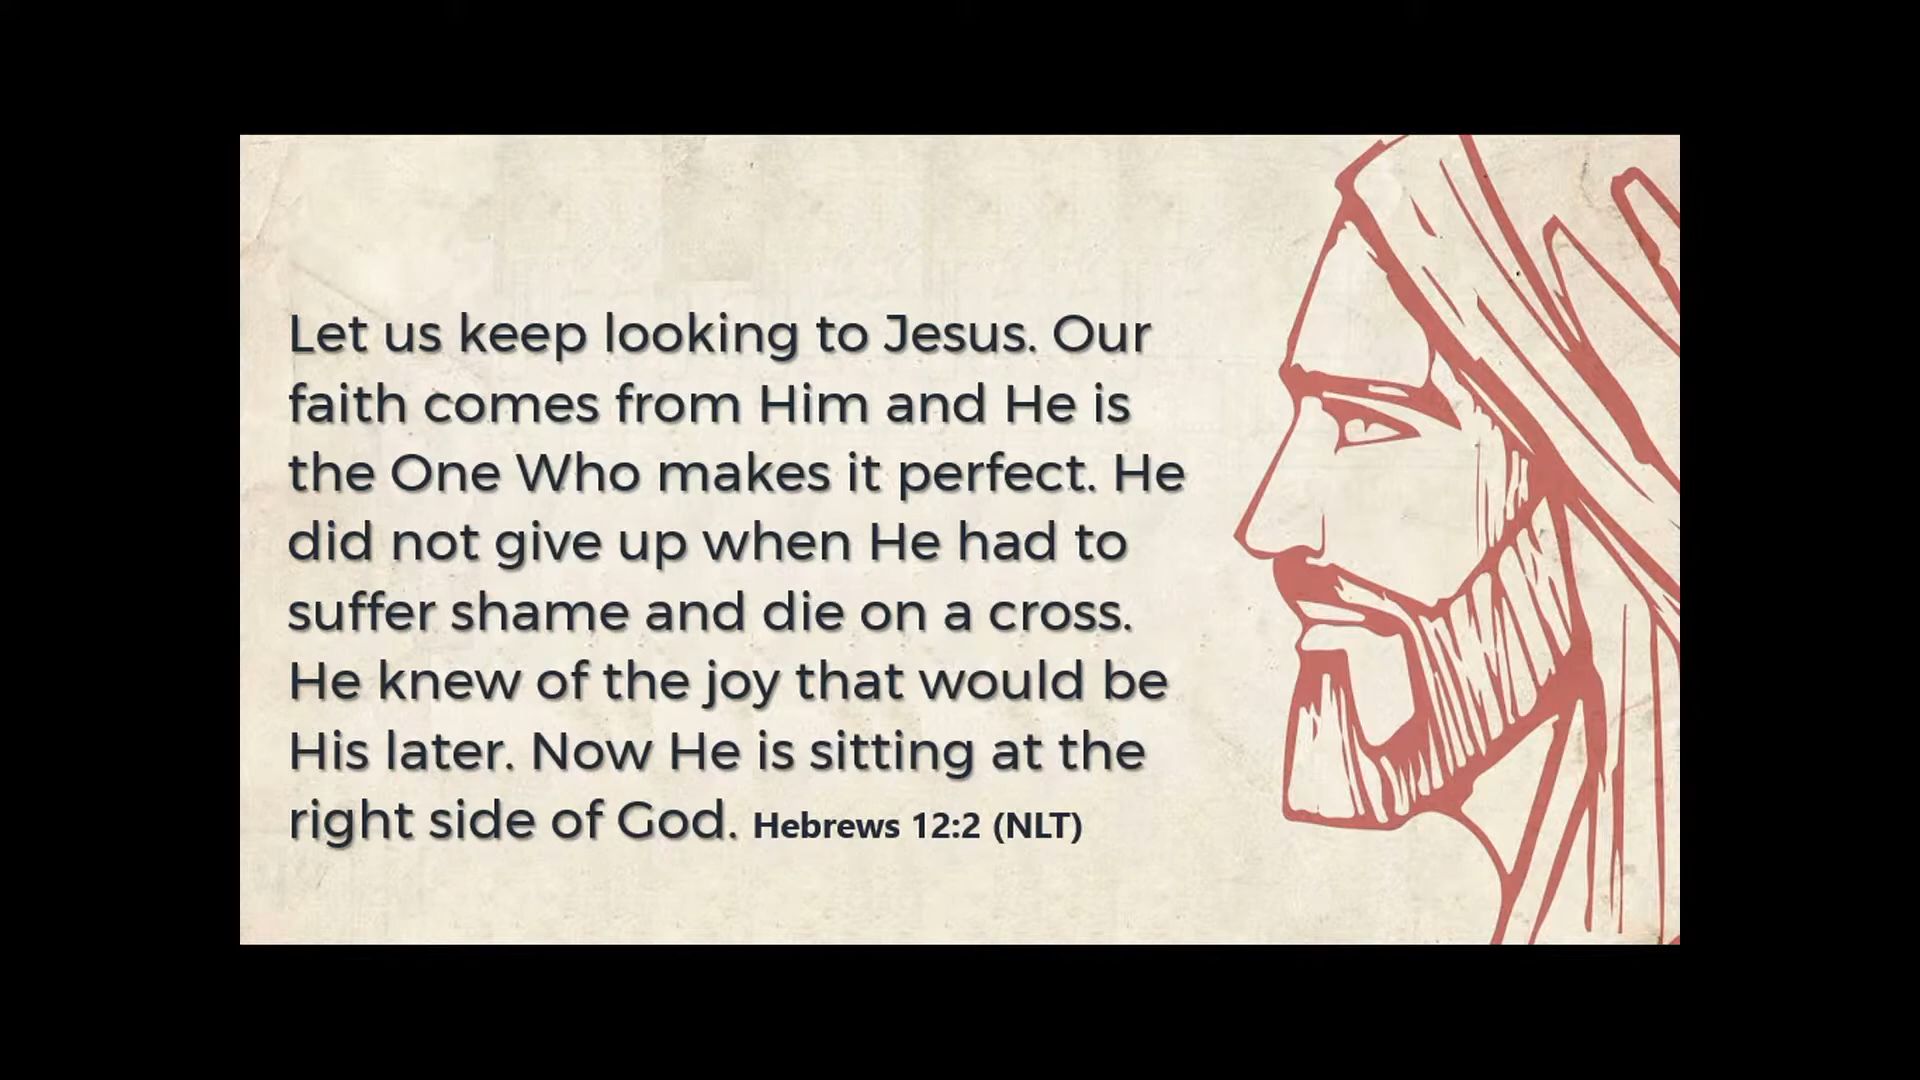 Let us keep looking to Jesus. Our
faith comes from Him and He is
the One Who makes it perfect. He
did not give up when He had to
suffer shame and die on a cross.
He knew of the joy that would be
His later. Now He is sitting at the
right side of God. Hebrews 12:2 (NLT)